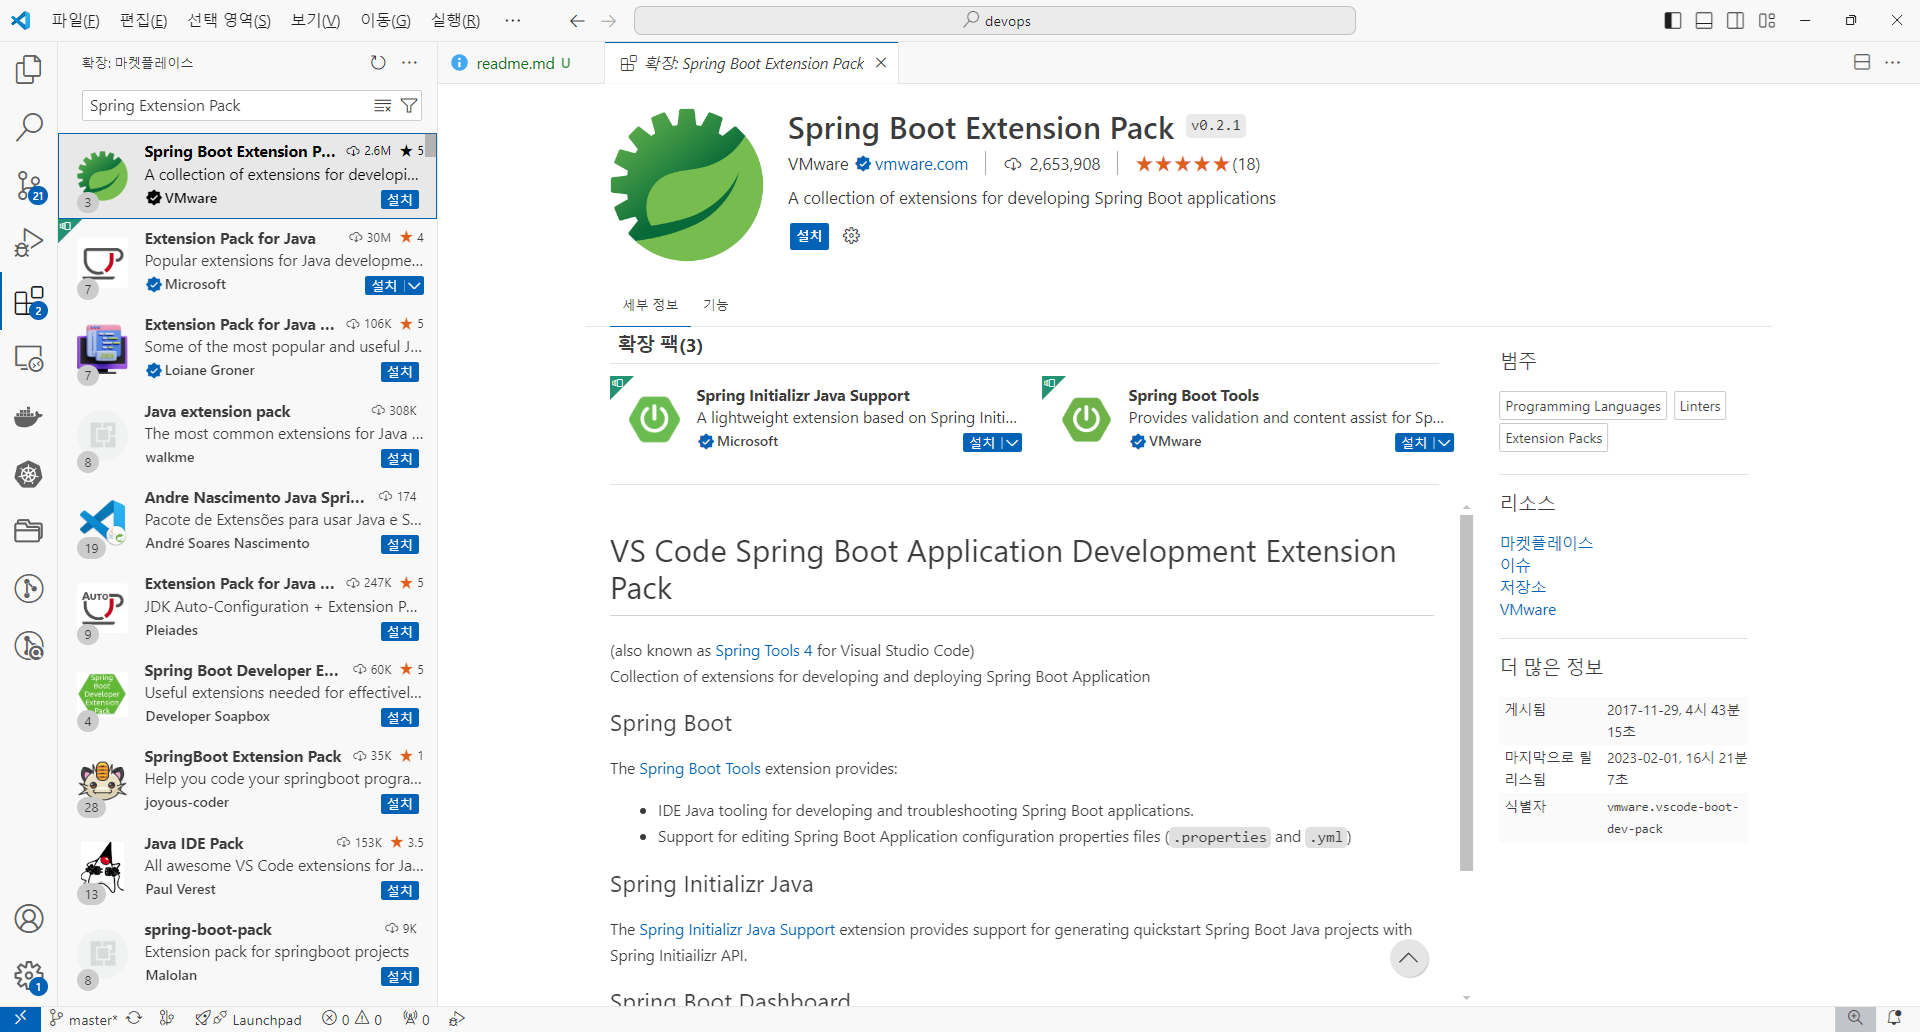 파일(F) 편집(E) 선택 영역(S) 보기(V) 이동(G) 실행(R) ··· devops
확장: 마켓플레이스
Spring Extension Pack
Spring Boot Extension P... 2.6M ★ 5
A collection of extensions for developi...
VMware 설치
3
Extension Pack for Java 30M ★ 4
Popular extensions for Java developme...
Microsoft 설치
7
Extension Pack for Java ... 106K ★ 5
Some of the most popular and useful J...
Loiane Groner 설치
7
Java extension pack 308K
The most common extensions for Java ...
walkme 설치
8
Andre Nascimento Java Spri... 174
Pacote de Extensões para usar Java e S...
André Soares Nascimento 설치
19
Extension Pack for Java ... 247K ★ 5
JDK Auto-Configuration + Extension P...
Pleiades 설치
AUTO
9
Spring Boot Developer E... 60K ★ 5
Useful extensions needed for effectivel...
Developer Soapbox 설치
Spring
Boot
Developer
Extension
Pack
4
SpringBoot Extension Pack 35K ★ 1
Help you code your springboot progra...
joyous-coder 설치
28
Java IDE Pack 153K ★ 3.5
All awesome VS Code extensions for Ja...
Paul Verest 설치
13
spring-boot-pack 9K
Extension pack for springboot projects
Malolan 설치
8
21
2
1
readme.md U
확장: Spring Boot Extension Pack
Spring Boot Extension Pack v0.2.1
VMware vmware.com 2,653,908 ★★★★★(18)
A collection of extensions for developing Spring Boot applications
설치
세부 정보 기능
확장 팩(3)
Spring Initializr Java Support
A lightweight extension based on Spring Initi...
Microsoft 설치
Spring Boot Tools
Provides validation and content assist for Sp...
VMware 설치
VS Code Spring Boot Application Development Extension
Pack
(also known as Spring Tools 4 for Visual Studio Code)
Collection of extensions for developing and deploying Spring Boot Application
Spring Boot
The Spring Boot Tools extension provides:
• IDE Java tooling for developing and troubleshooting Spring Boot applications.
• Support for editing Spring Boot Application configuration properties files (.properties and .yml)
Spring Initializr Java
The Spring Initializr Java Support extension provides support for generating quickstart Spring Boot Java projects with
Spring Initiailizr API.
Spring Boot Dashboard
범주
Programming Languages Linters
Extension Packs
리소스
마켓플레이스
이슈
저장소
VMware
더 많은 정보
게시됨 2017-11-29, 4시 43분
15초
마지막으로 릴 2023-02-01, 16시 21분
리스됨 7초
식별자 vmware.vscode-boot-
dev-pack
master* Launchpad 0 0 0